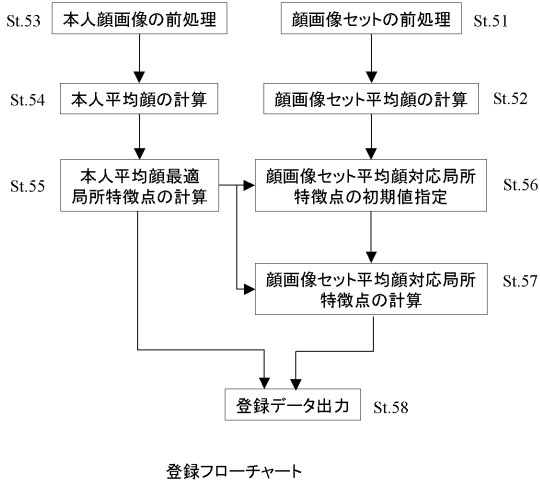 St.53
本人顔画像の前処理
顔画像セットの前処理
St.51
St.54
本人平均顔の計算
顔画像セット平均顔の計算
St.52
St.55
本人平均顔最適
局所特徴点の計算
顔画像セット平均顔対応局所
特徴点の初期値指定
St.56
顔画像セット平均顔対応局所
特徴点の計算
St.57
登録データ出力
St.58
登録フローチャート